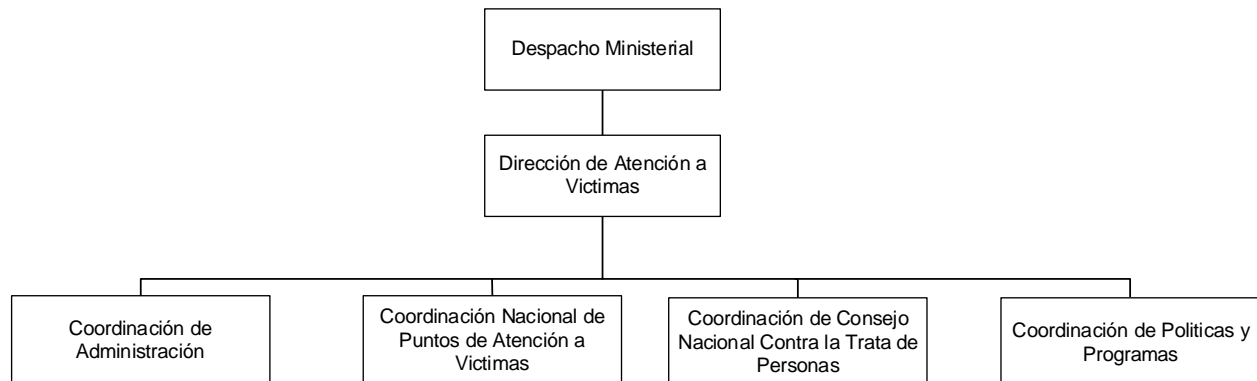 Despacho Ministerial
Dirección de Atención a
Victimas
Coordinación de
Administración
Coordinación Nacional de
Puntos de Atención a
Victimas
Coordinación de Consejo
Nacional Contra la Trata de
Personas
Coordinación de Politicas y
Programas